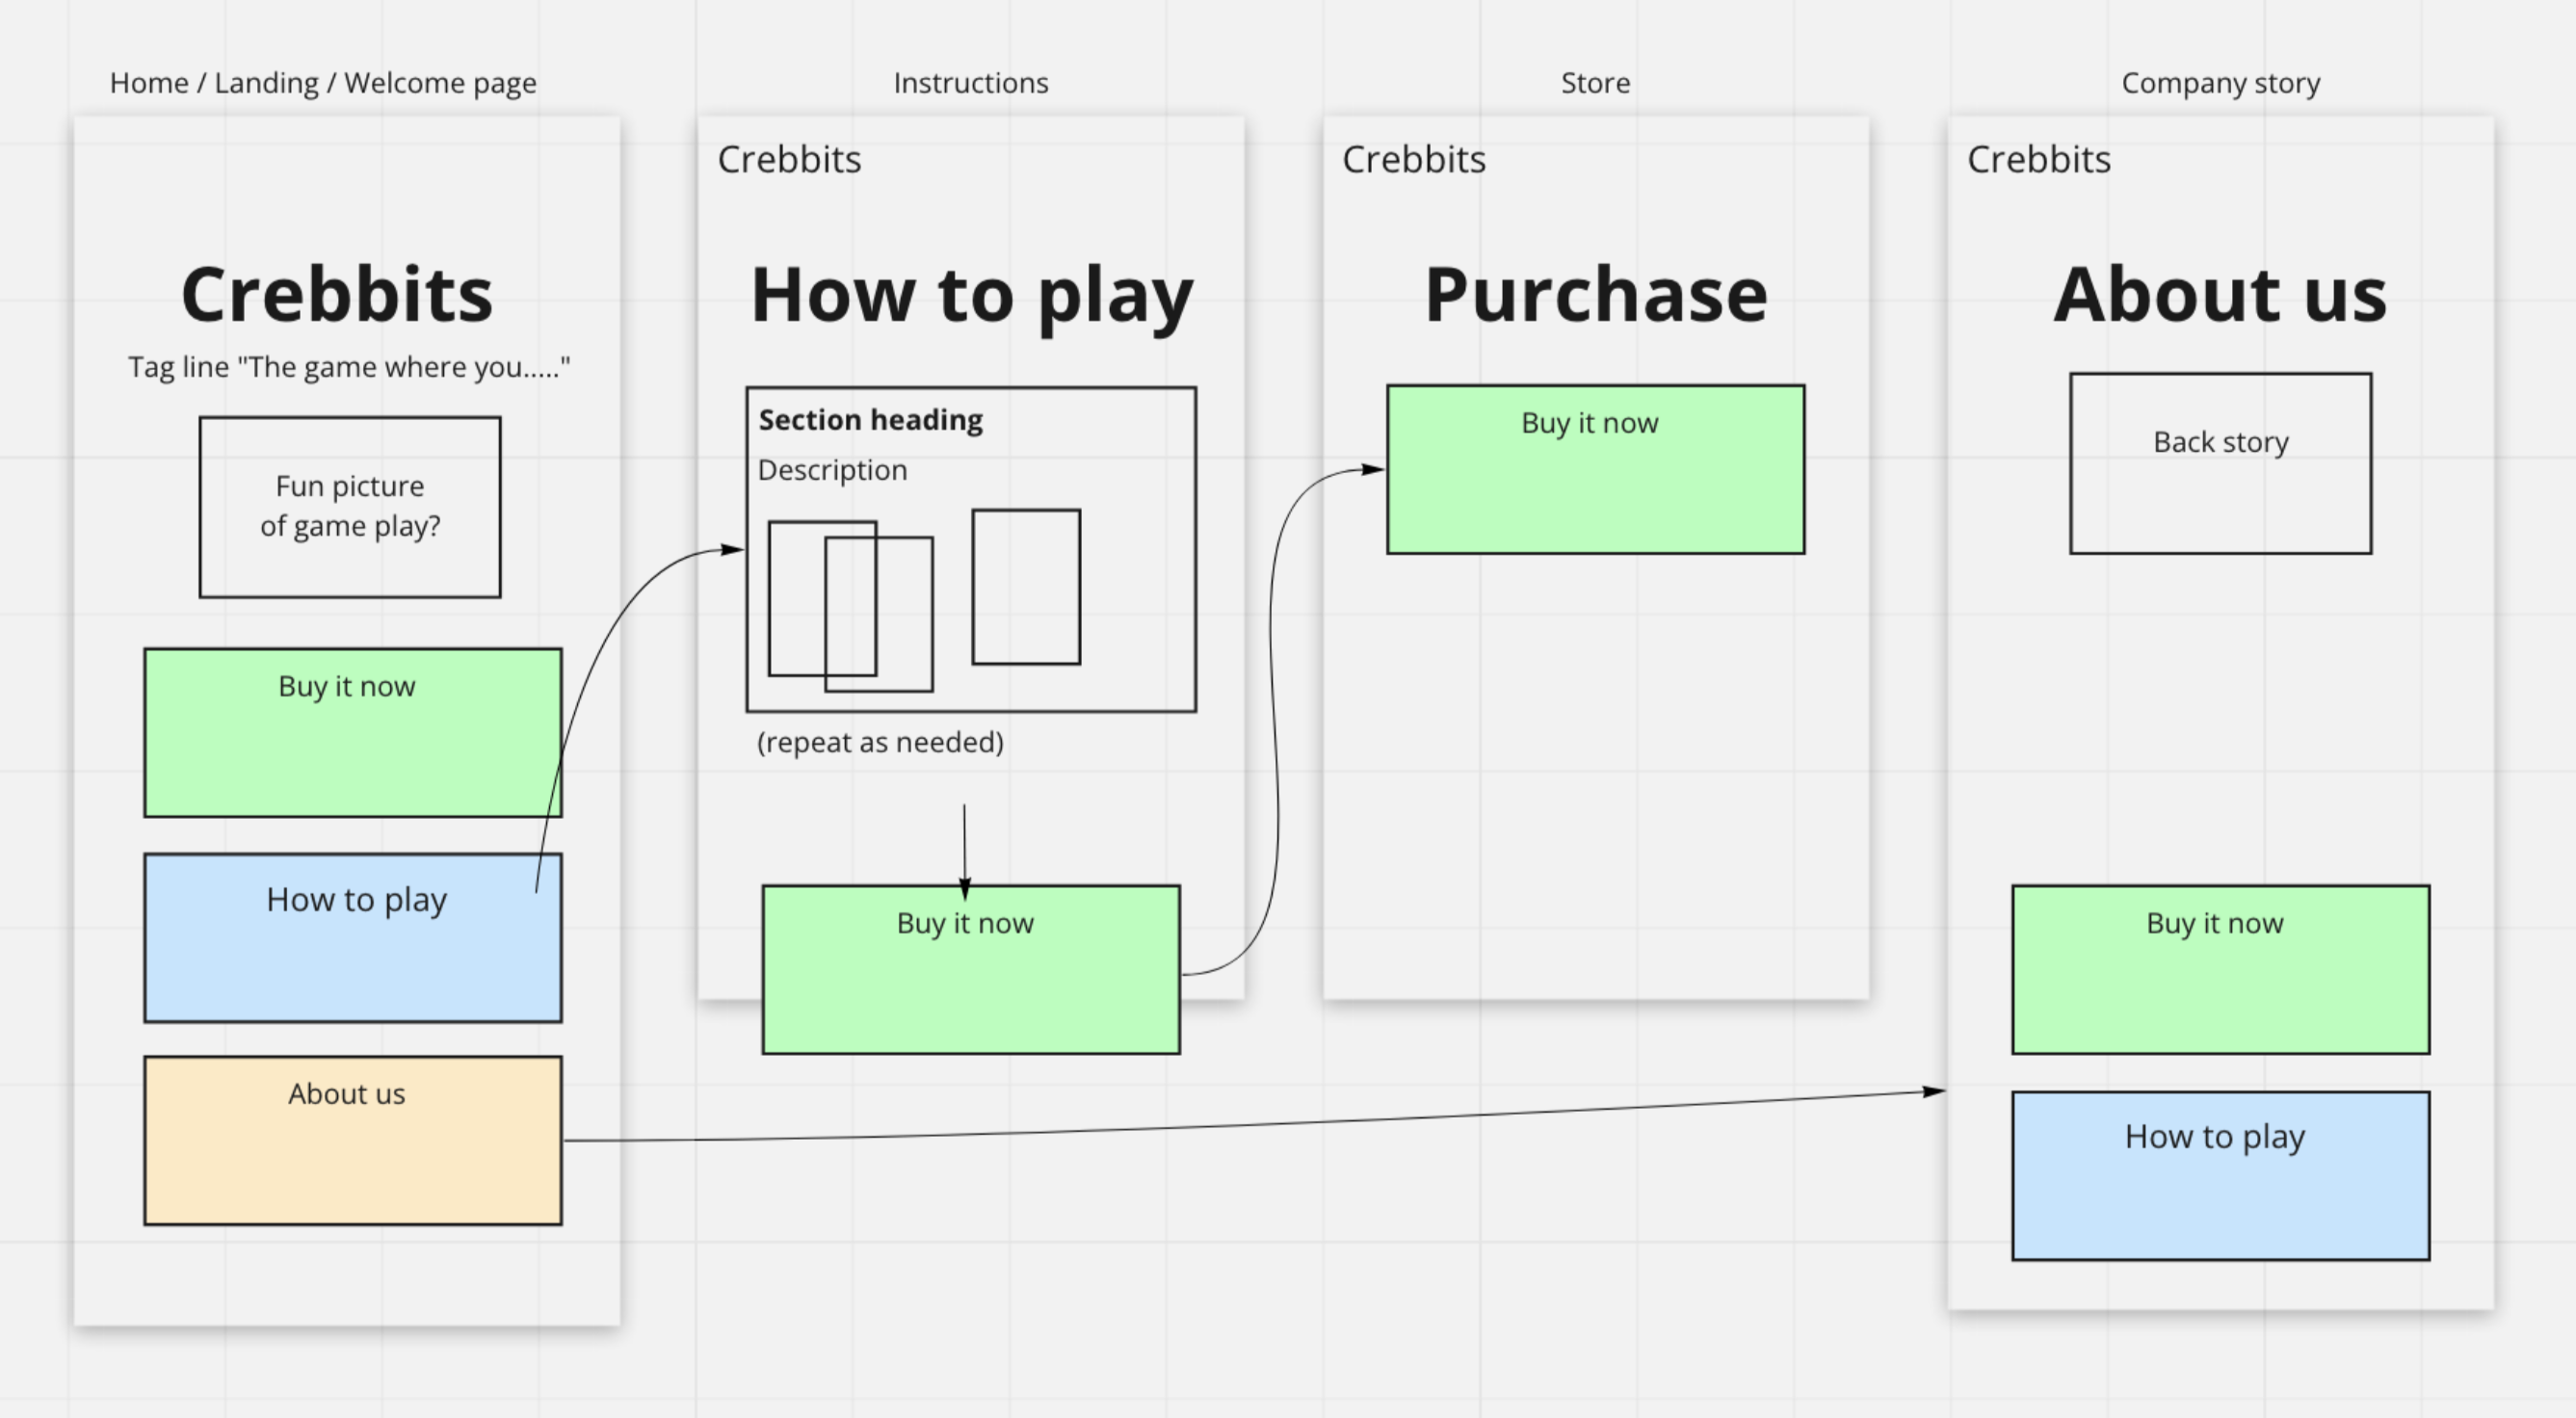 Home / Landing / Welcome page
Crebbits
Tag line "The game where you....."
Fun picture
of game play?
Buy it now
How to play
About us
Instructions
Crebbits
How to play
Section heading
Description
(repeat as needed)
Buy it now
Store
Crebbits
Purchase
Buy it now
Company story
Crebbits
About us
Back story
Buy it now
How to play